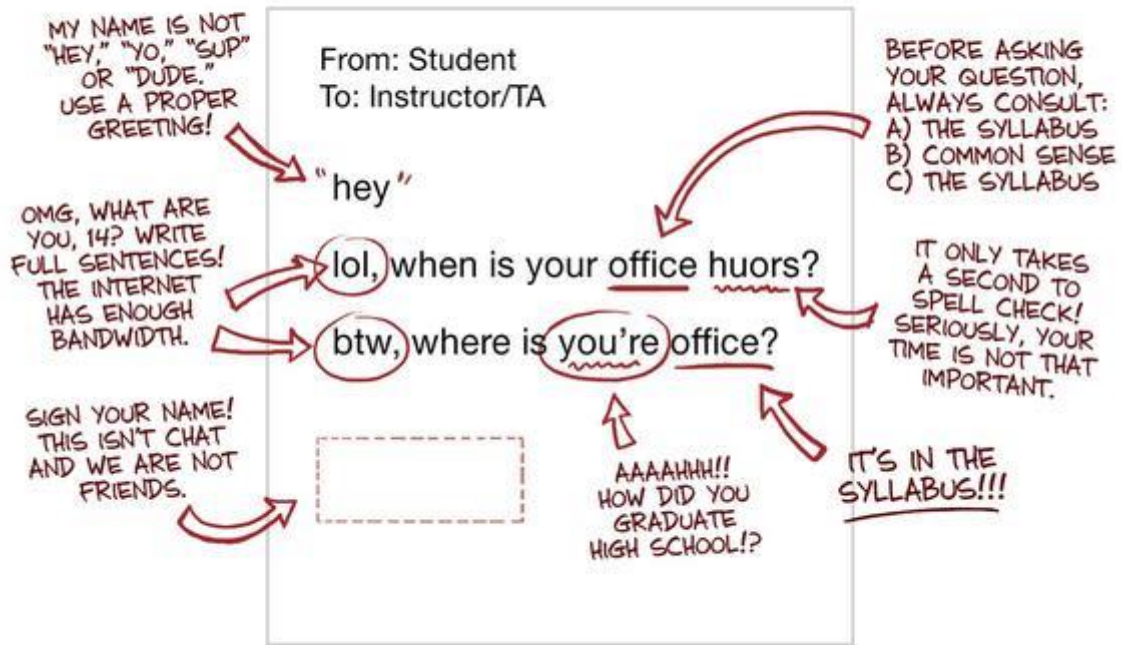 MY NAME IS NOT
"HEY," "YO," "SUP"
OR "DUDE."
USE A PROPER
GREETING!
OMG, WHAT ARE
YOU, 14? WRITE
FULL SENTENCES!
THE INTERNET
HAS ENOUGH
BANDWIDTH.
SIGN YOUR NAME!
THIS ISN'T CHAT
AND WE ARE NOT
FRIENDS.
From: Student
To: Instructor/TA
"hey"
lol, when is your office huors?
btw, where is you're office?
AAAAHHH!!
HOW DID YOU
GRADUATE
HIGH SCHOOL!?
BEFORE ASKING
YOUR QUESTION,
ALWAYS CONSULT:
A) THE SYLLABUS
B) COMMON SENSE
C) THE SYLLABUS
IT ONLY TAKES
A SECOND TO
SPELL CHECK!
SERIOUSLY, YOUR
TIME IS NOT THAT
IMPORTANT.
IT'S IN THE
SYLLABUS!!!